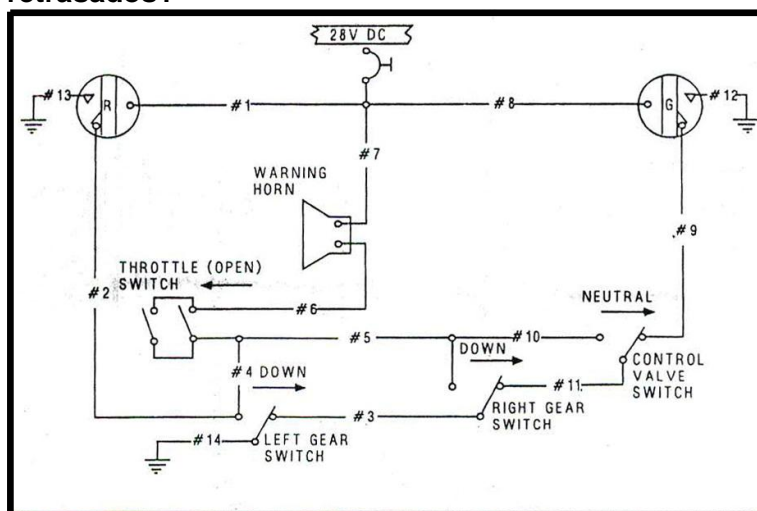 retrasados?
28V DC
#13
R
#1
#8
G
#12
#7
WARNING
HORN
#9
THROTTLE (OPEN)
SWITCH
#2
#6
NEUTRAL
#5
#10
#4 DOWN
DOWN
CONTROL
VALVE
SWITCH
#11
#3
RIGHT GEAR
SWITCH
#14
LEFT GEAR
SWITCH